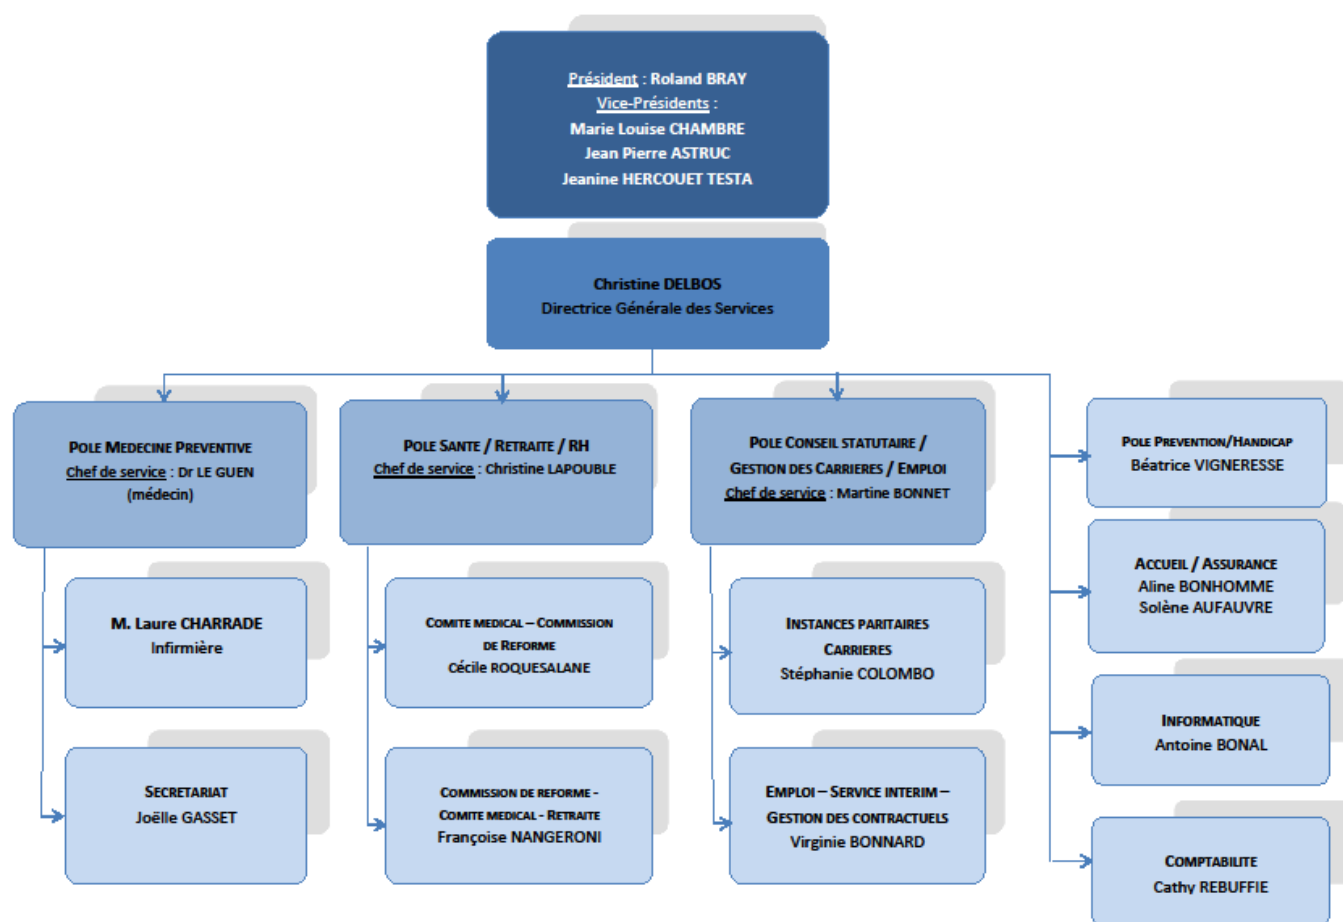 Président : Roland BRAY
Vice-Présidents :
Marie Louise CHAMBRE
Jean Pierre ASTRUC
Jeanine HERCOUET TESTA
Christine DELBOS
Directrice Générale des Services
POLE MEDECINE PREVENTIVE
Chef de service : Dr LE GUEN
(médecin)
M. Laure CHARRADE
Infirmière
SECRETARIAT
Joëlle GASSET
POLE SANTE / RETRAITE / RH
Chef de service : Christine LAPOUBLE
COMITE MEDICAL – COMMISSION
DE REFORME
Cécile ROQUESALANE
COMMISSION DE REFORME -
COMITE MEDICAL - RETRAITE
Françoise NANGERONI
POLE CONSEIL STATUTAIRE /
GESTION DES CARRIERES / EMPLOI
Chef de service : Martine BONNET
INSTANCES PARITAIRES
CARRIERES
Stéphanie COLOMBO
EMPLOI – SERVICE INTERIM –
GESTION DES CONTRACTUELS
Virginie BONNARD
POLE PREVENTION/HANDICAP
Béatrice VIGNERESSE
ACCUEIL / ASSURANCE
Aline BONHOMME
Solène AUFAUVRE
INFORMATIQUE
Antoine BONAL
COMPTABILITE
Cathy REBUFFIE